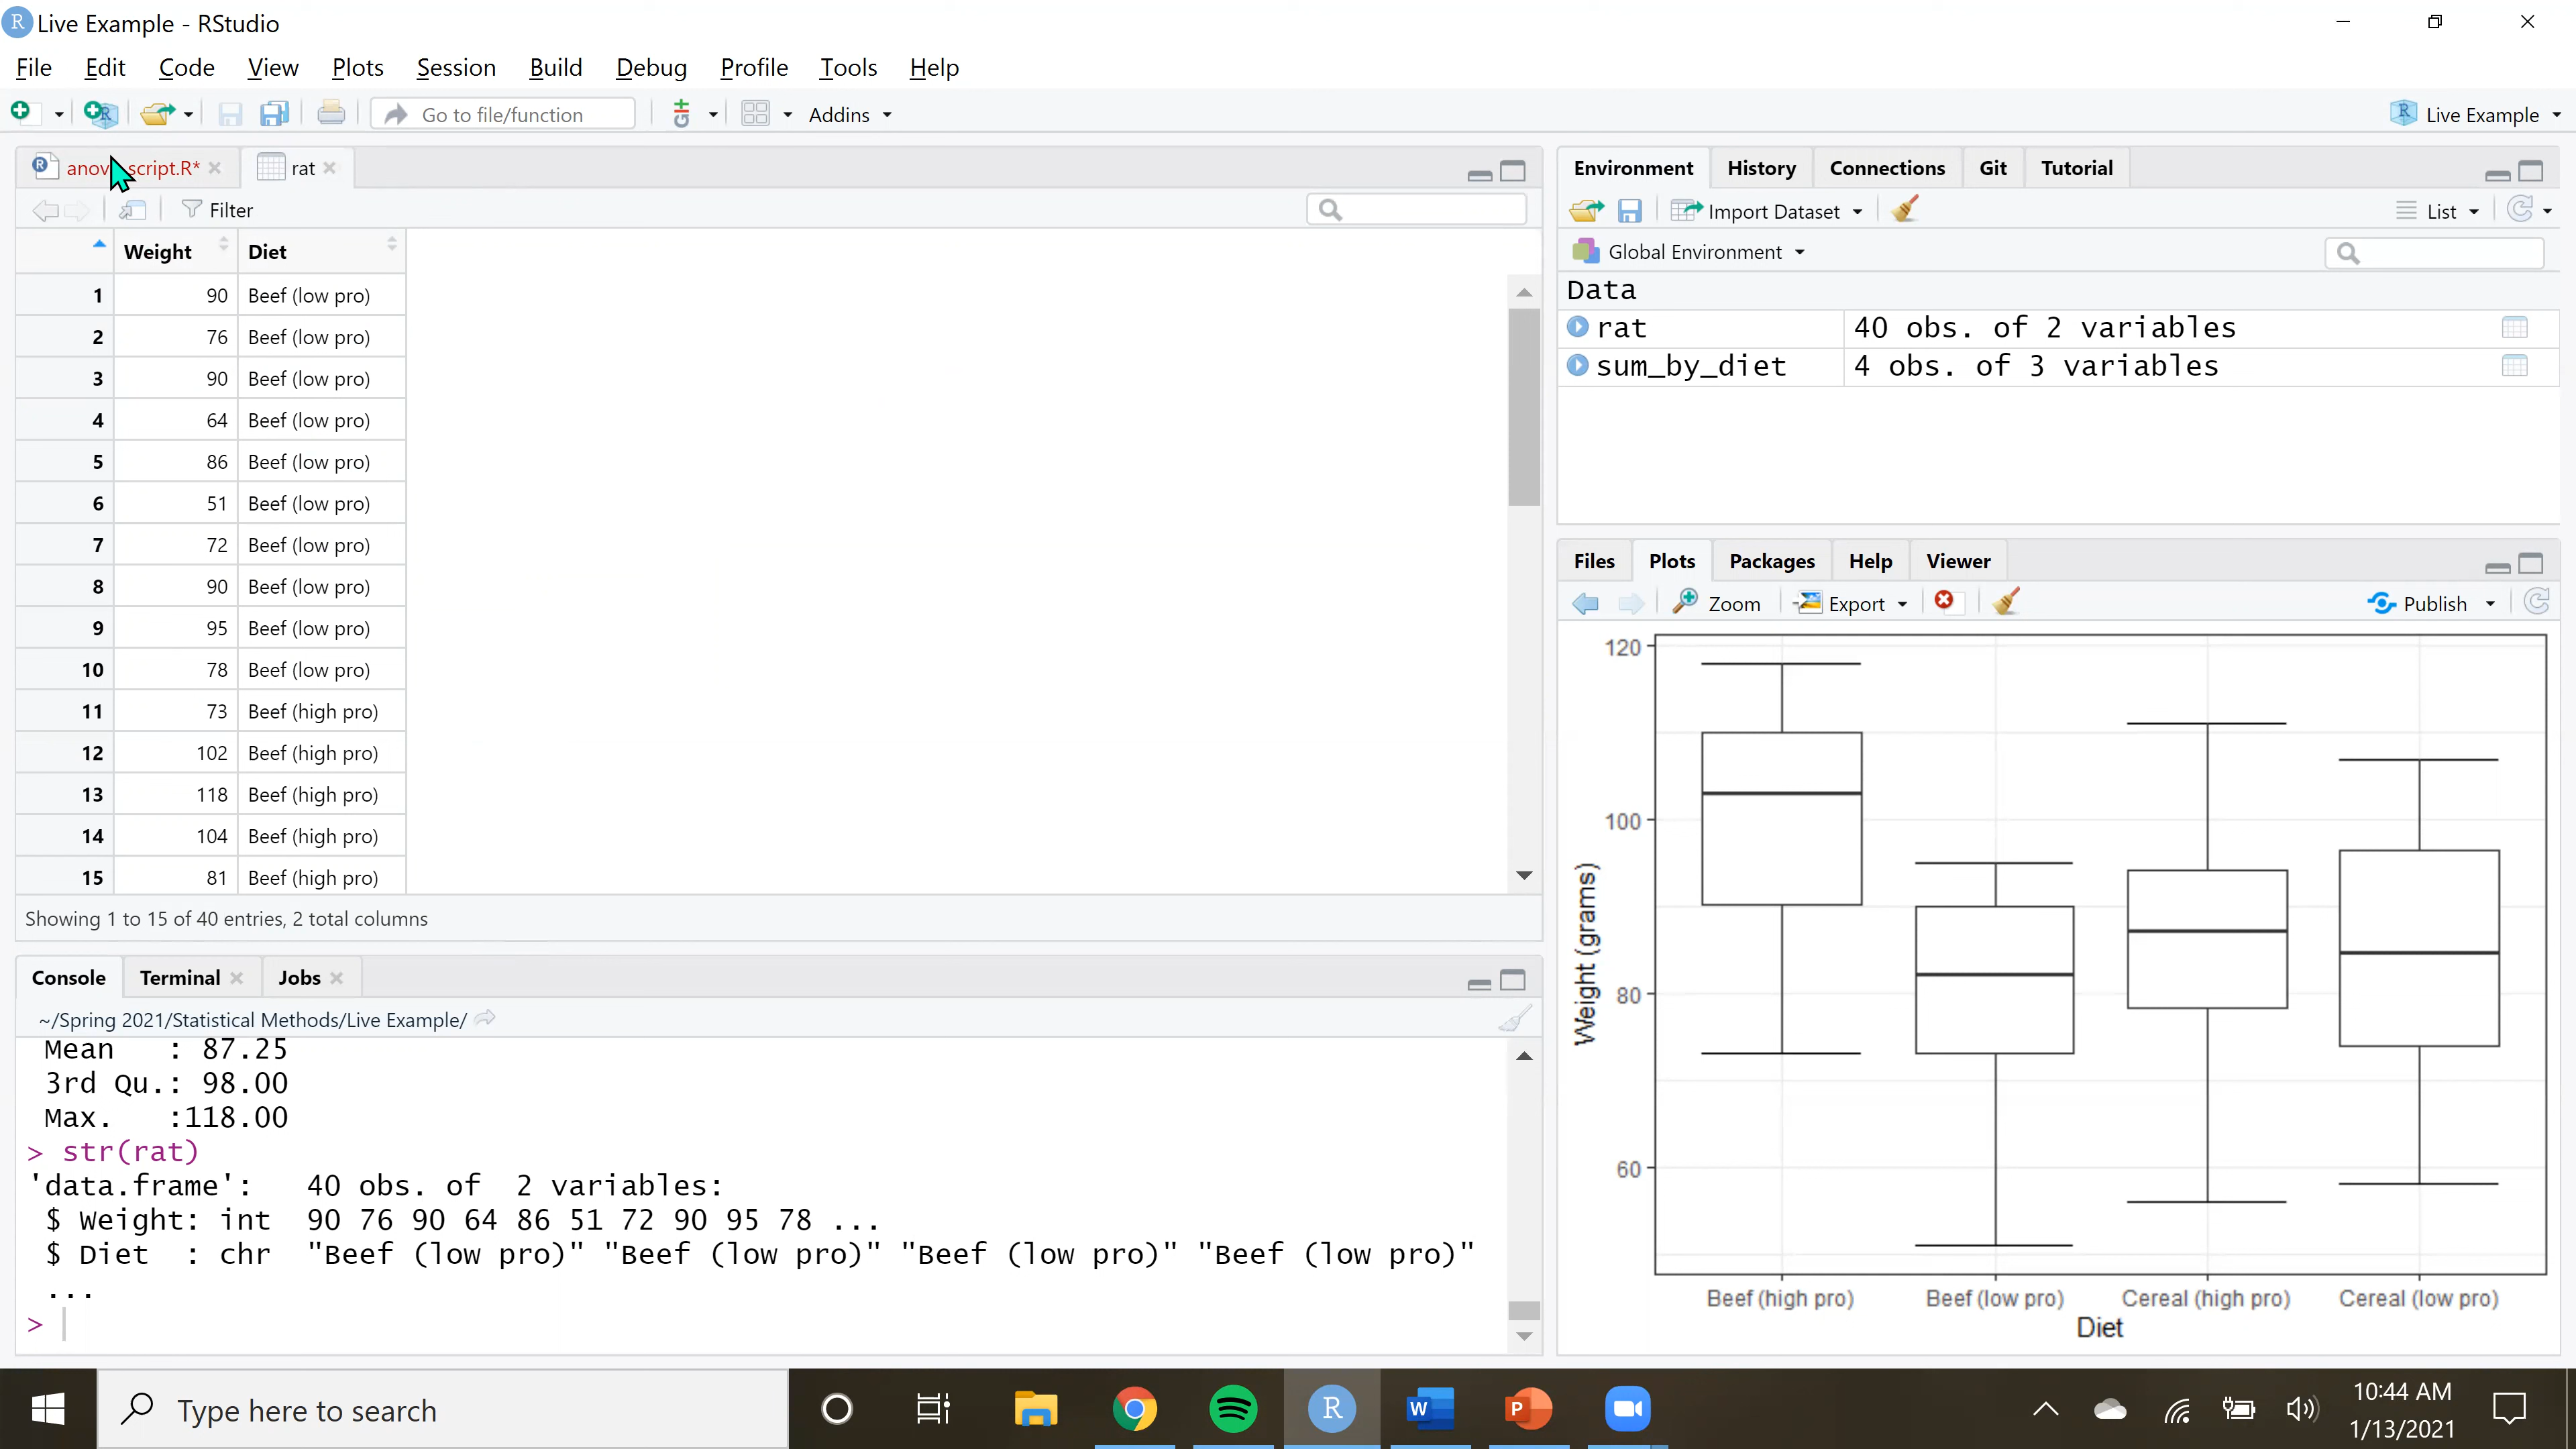 Live Example - RStudio
File Edit Code View Plots Session Build Debug Profile Tools Help
Go to file/function Addins Live Example
script.R* rat
Filter
Weight Diet
1 90 Beef (low pro)
2 76 Beef (low pro)
3 90 Beef (low pro)
4 64 Beef (low pro)
5 86 Beef (low pro)
6 51 Beef (low pro)
7 72 Beef (low pro)
8 90 Beef (low pro)
9 95 Beef (low pro)
10 78 Beef (low pro)
11 73 Beef (high pro)
12 102 Beef (high pro)
13 118 Beef (high pro)
14 104 Beef (high pro)
15 81 Beef (high pro)
Showing 1 to 15 of 40 entries, 2 total columns
Console Terminal Jobs
~/Spring 2021/Statistical Methods/Live Example/
Mean : 87.25
3rd Qu.: 98.00
Max. :118.00
> str(rat)
'data.frame': 40 obs. of 2 variables:
$ Weight: int 90 76 90 64 86 51 72 90 95 78 ...
$ Diet : chr "Beef (low pro)" "Beef (low pro)" "Beef (low pro)" "Beef (low pro)"
...
>
Environment History Connections Git Tutorial
Import Dataset List
Global Environment
Data
rat 40 obs. of 2 variables
sum_by_diet 4 obs. of 3 variables
Files Plots Packages Help Viewer
Zoom Export Publish
120
100
80
60
Weight (grams)
Beef (high pro) Beef (low pro) Cereal (high pro) Cereal (low pro)
Diet
Type here to search
10:44 AM
1/13/2021